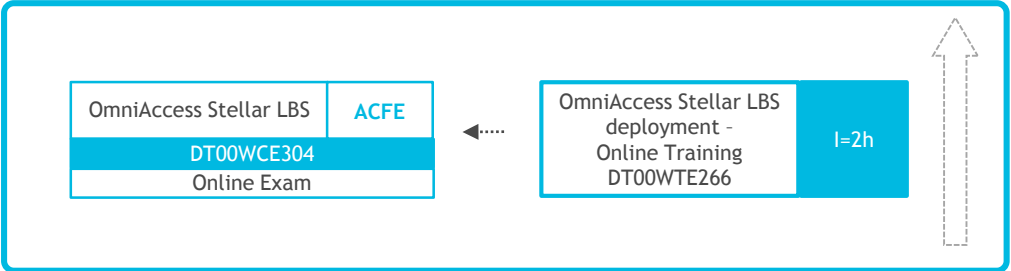 OmniAccess Stellar LBS
ACFE
DT00WCE304
Online Exam
OmniAccess Stellar LBS
deployment –
Online Training
DT00WTE266
I=2h